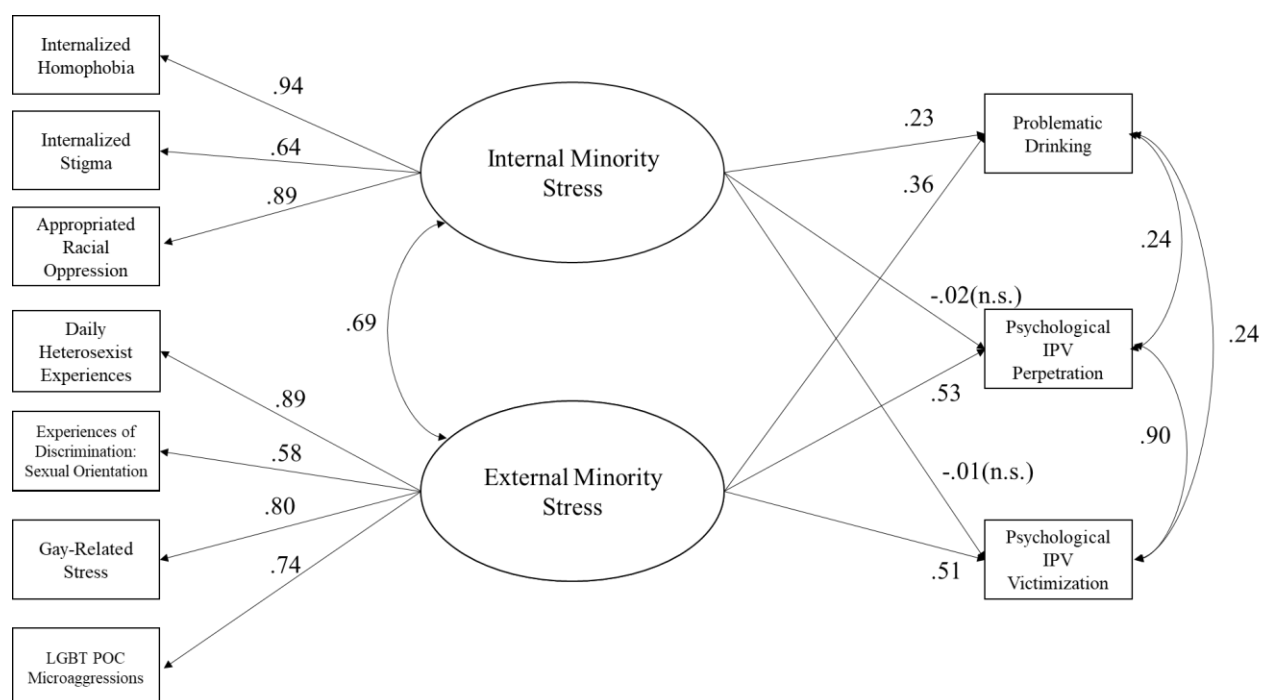 Internalized
Homophobia
.94
Internalized
Stigma
.64
Appropriated
Racial
Oppression
.89
Daily
Heterosexist
Experiences
.89
Experiences of
Discrimination:
Sexual Orientation
.58
Gay-Related
Stress
.80
LGBT POC
Microaggressions
.74
Internal Minority
Stress
.69
External Minority
Stress
.23
.36
-.02(n.s.)
.53
-.01(n.s.)
.51
Problematic
Drinking
.24
Psychological
IPV
Perpetration
.24
.90
Psychological
IPV
Victimization